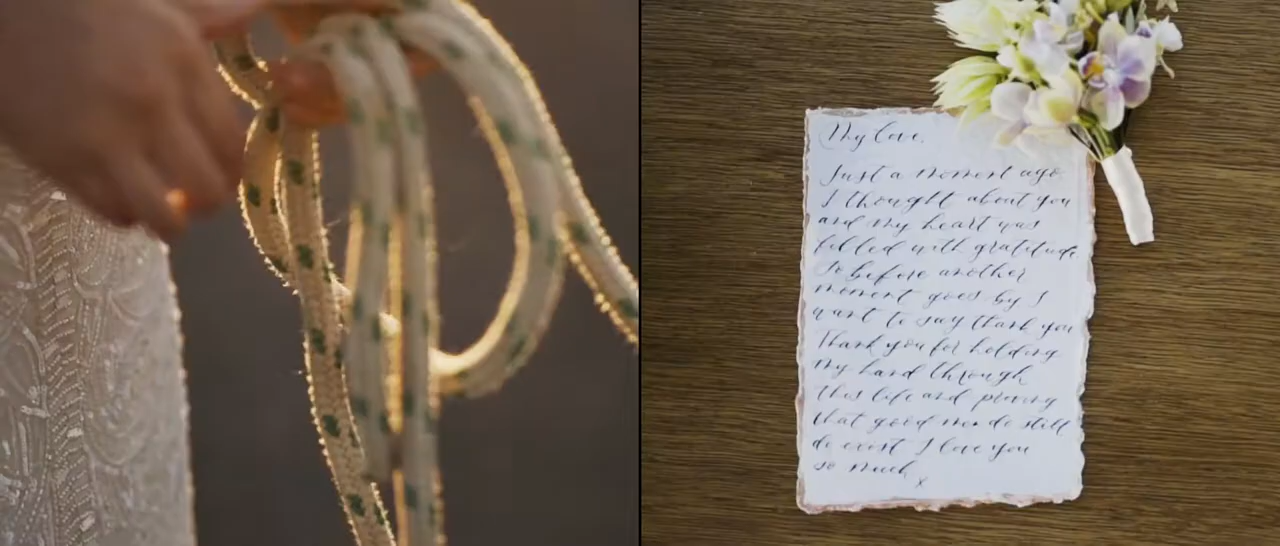 My love,
Just a moment ago
I thought about you
and my heart was
filled with gratitude
so before another
moment goes by I
want to say thank you
Thank you for holding
my hand through
this life and proving
that good men do still
do exist I love you
so much x